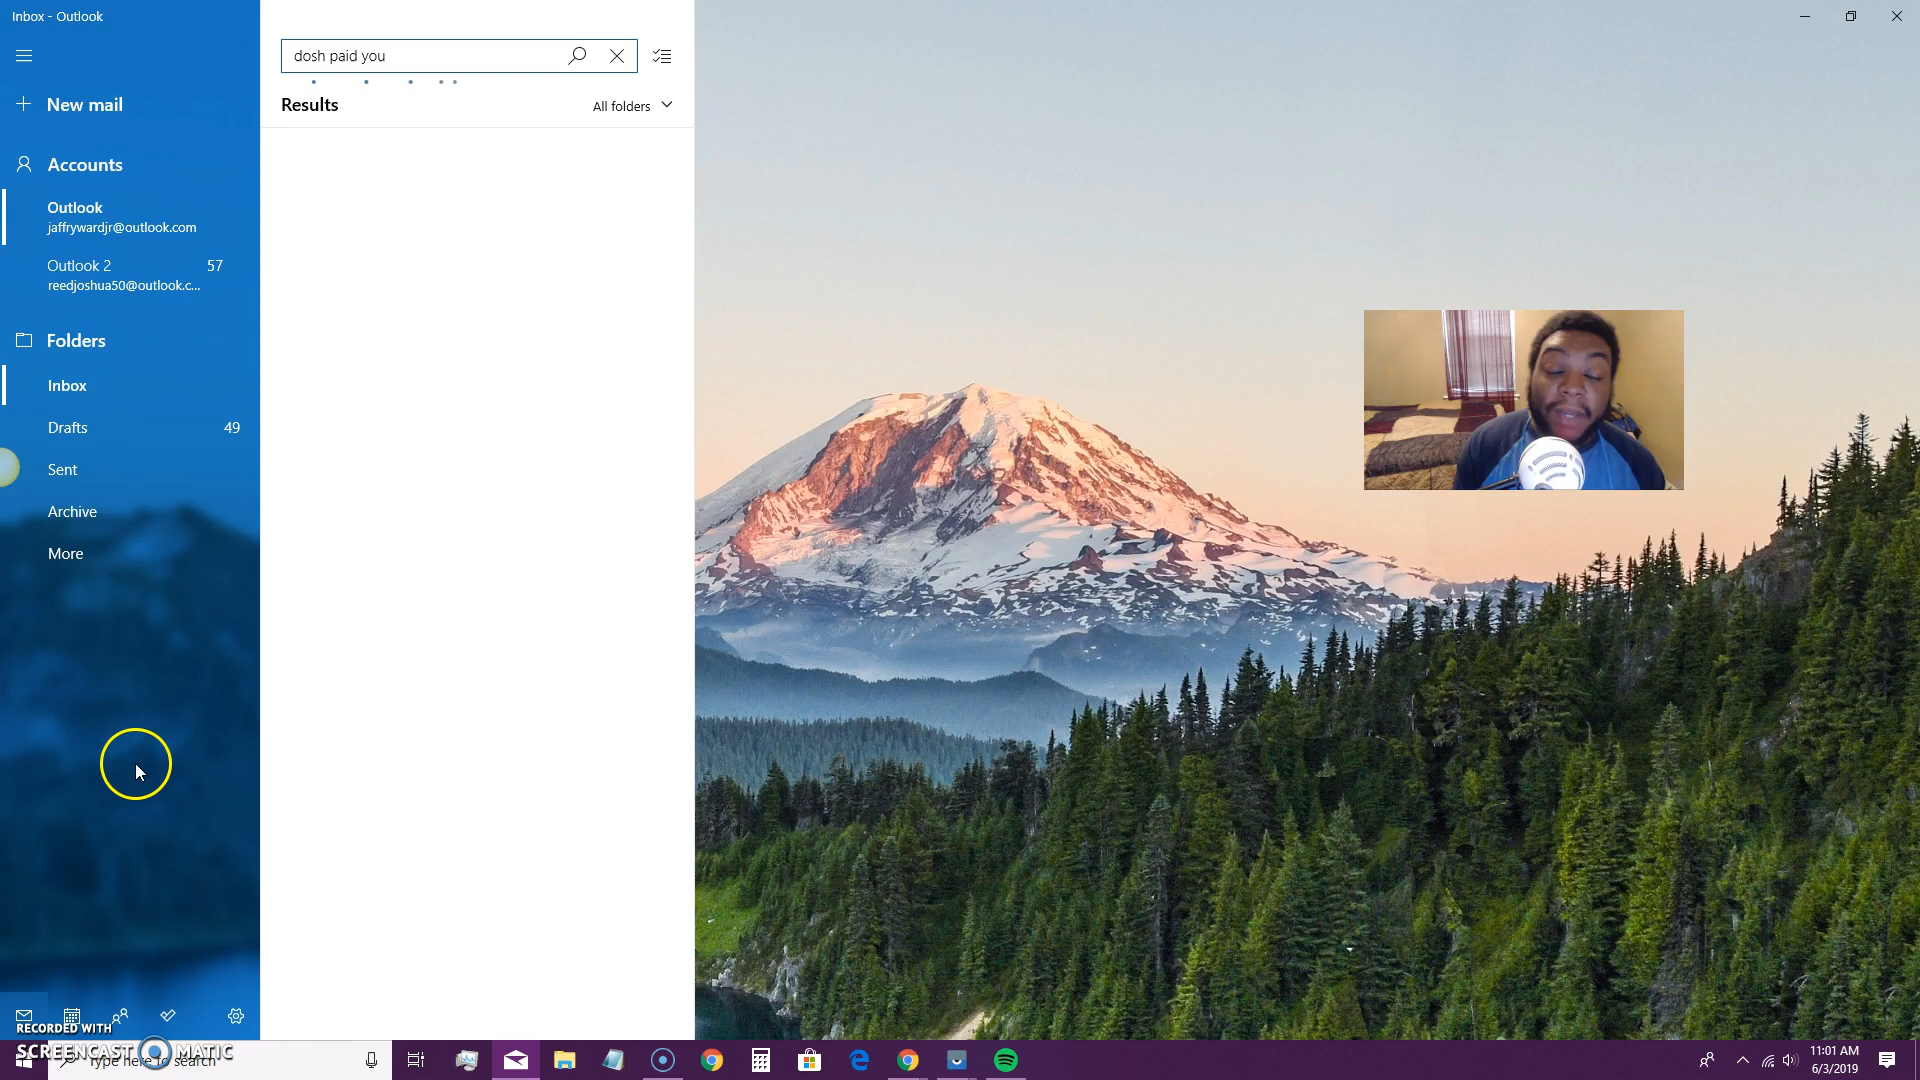 Inbox - Outlook
dosh paid you
New mail
Results
All folders
Accounts
Outlook
jaffrywardjr@outlook.com
Outlook 2 57
reedjoshua50@outlook.c...
Folders
Inbox
Drafts 49
Sent
Archive
More
RECORDED WITH
SCREENCAST MATIC
Type here to search
11:01 AM
6/3/2019